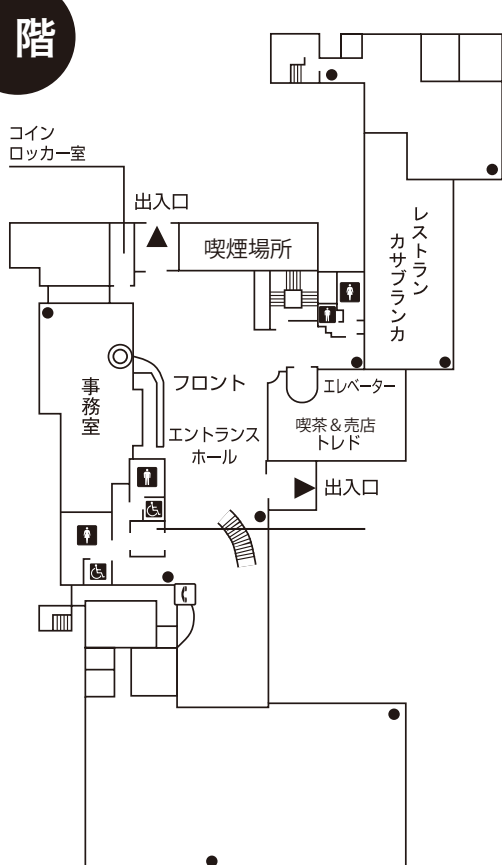 階
コイン
ロッカー室
出入口
喫煙場所
レストラン
カサブランカ
事務室
フロント
エレベーター
エントランス
ホール
喫茶＆売店
トレド
出入口